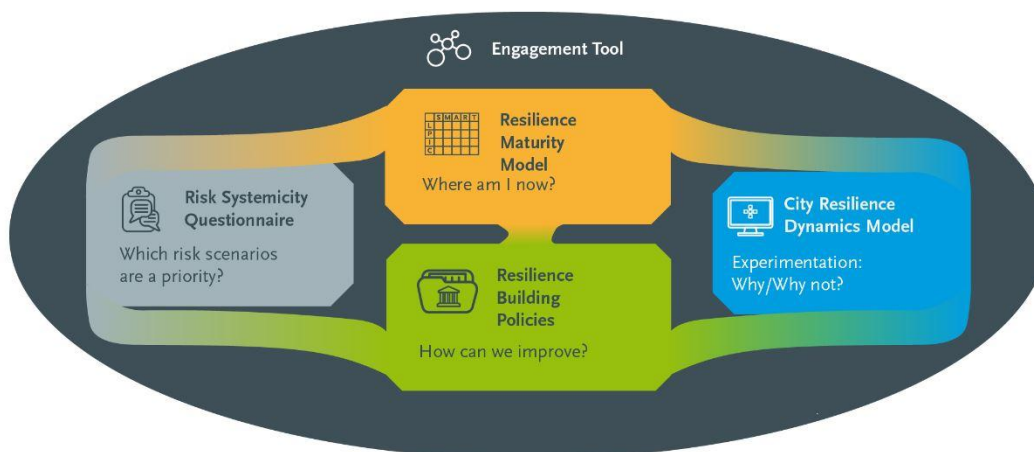 Engagement Tool
S M A R T
L
P
I
C
Resilience
Maturity
Model
Where am I now?
Risk Systemicity
Questionnaire
Which risk scenarios
are a priority?
City Resilience
Dynamics Model
Experimentation:
Why/Why not?
Resilience
Building
Policies
How can we improve?